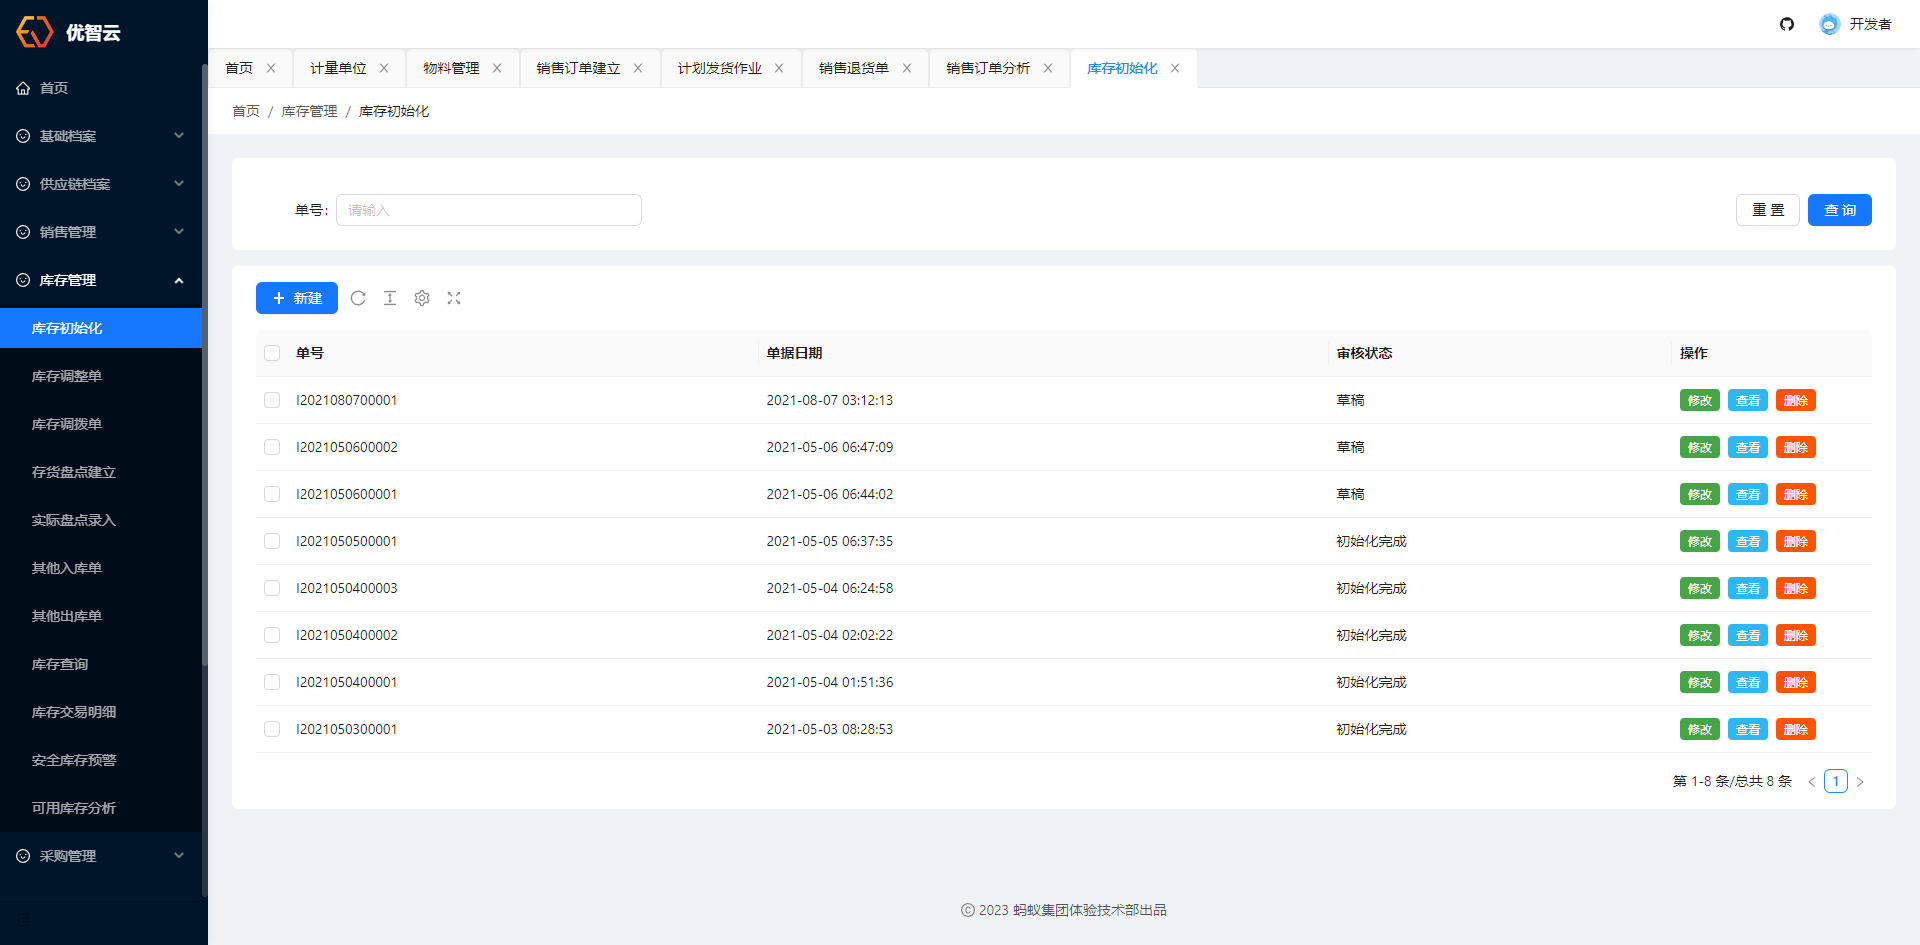 优智云
开发者
首页
基础档案
供应链档案
销售管理
库存管理
库存初始化
库存调整单
库存调拨单
存货盘点建立
实际盘点录入
其他入库单
其他出库单
库存查询
库存交易明细
安全库存预警
可用库存分析
采购管理
首页 计量单位 物料管理 销售订单建立 计划发货作业 销售退货单 销售订单分析 库存初始化
首页 / 库存管理 / 库存初始化
单号: 请输入 重 置 查 询
新建
单号 单据日期 审核状态 操作
I2021080700001 2021-08-07 03:12:13 草稿 修改 查看 删除
I2021050600002 2021-05-06 06:47:09 草稿 修改 查看 删除
I2021050600001 2021-05-06 06:44:02 草稿 修改 查看 删除
I2021050500001 2021-05-05 06:37:35 初始化完成 修改 查看 删除
I2021050400003 2021-05-04 06:24:58 初始化完成 修改 查看 删除
I2021050400002 2021-05-04 02:02:22 初始化完成 修改 查看 删除
I2021050400001 2021-05-04 01:51:36 初始化完成 修改 查看 删除
I2021050300001 2021-05-03 08:28:53 初始化完成 修改 查看 删除
第 1-8 条/总共 8 条 < 1 >
© 2023 蚂蚁集团体验技术部出品